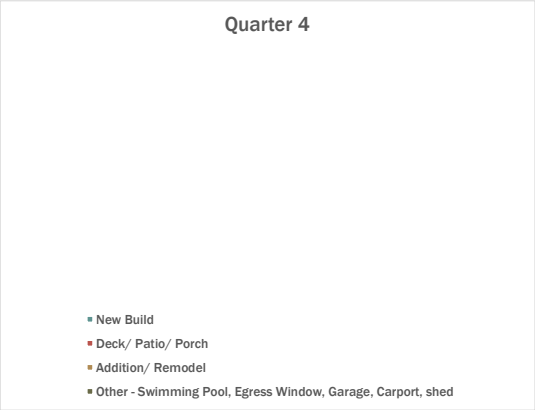 Quarter 4
New Build
Deck/ Patio/ Porch
Addition/ Remodel
Other - Swimming Pool, Egress Window, Garage, Carport, shed